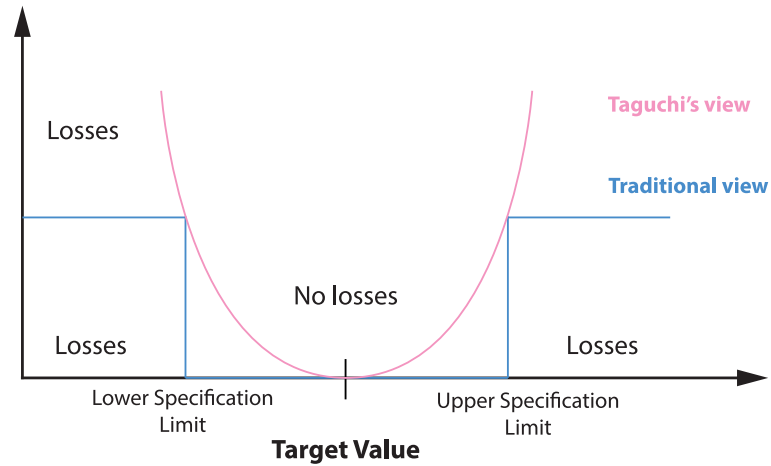 Taguchi's view
Losses
Traditional view
No losses
Losses
Losses
Lower Specification
Limit
Upper Specification
Limit
Target Value